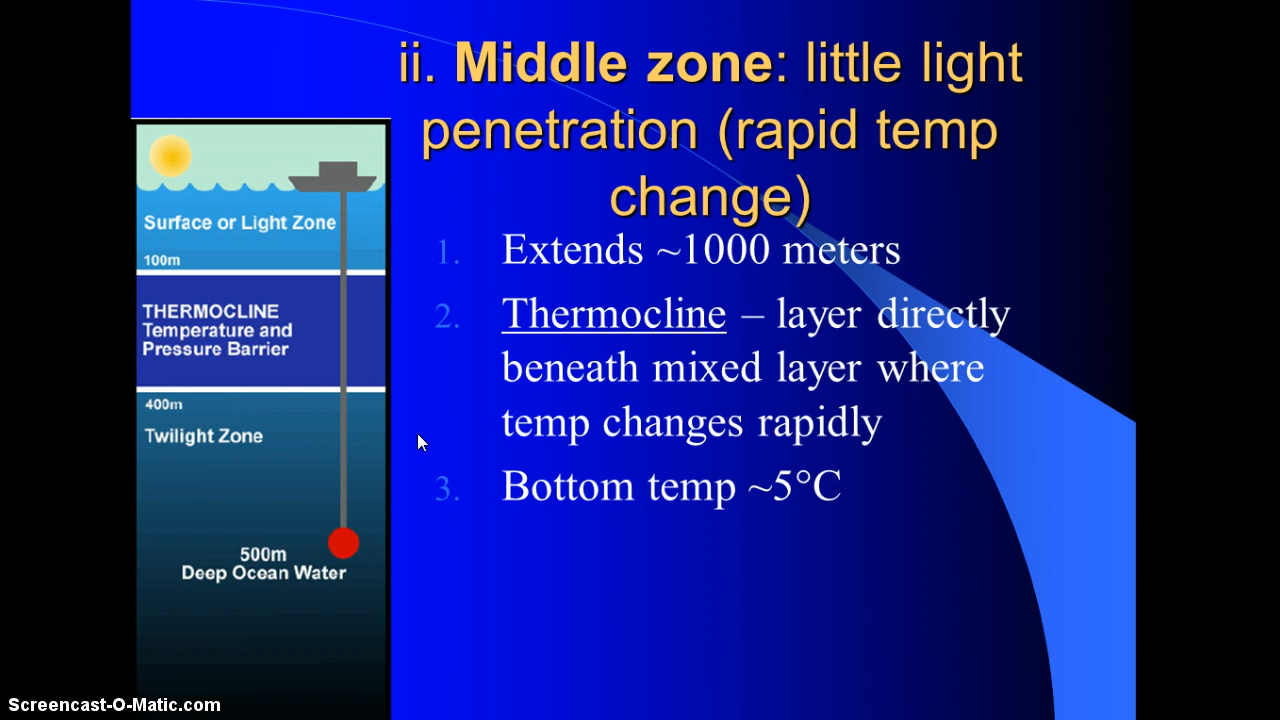 ii. Middle zone: little light
penetration (rapid temp
change)
Surface or Light Zone
100m
THERMOCLINE
Temperature and
Pressure Barrier
400m
Twilight Zone
500m
Deep Ocean Water
1. Extends ~1000 meters
2. Thermocline – layer directly
beneath mixed layer where
temp changes rapidly
3. Bottom temp ~5°C
Screencast-O-Matic.com